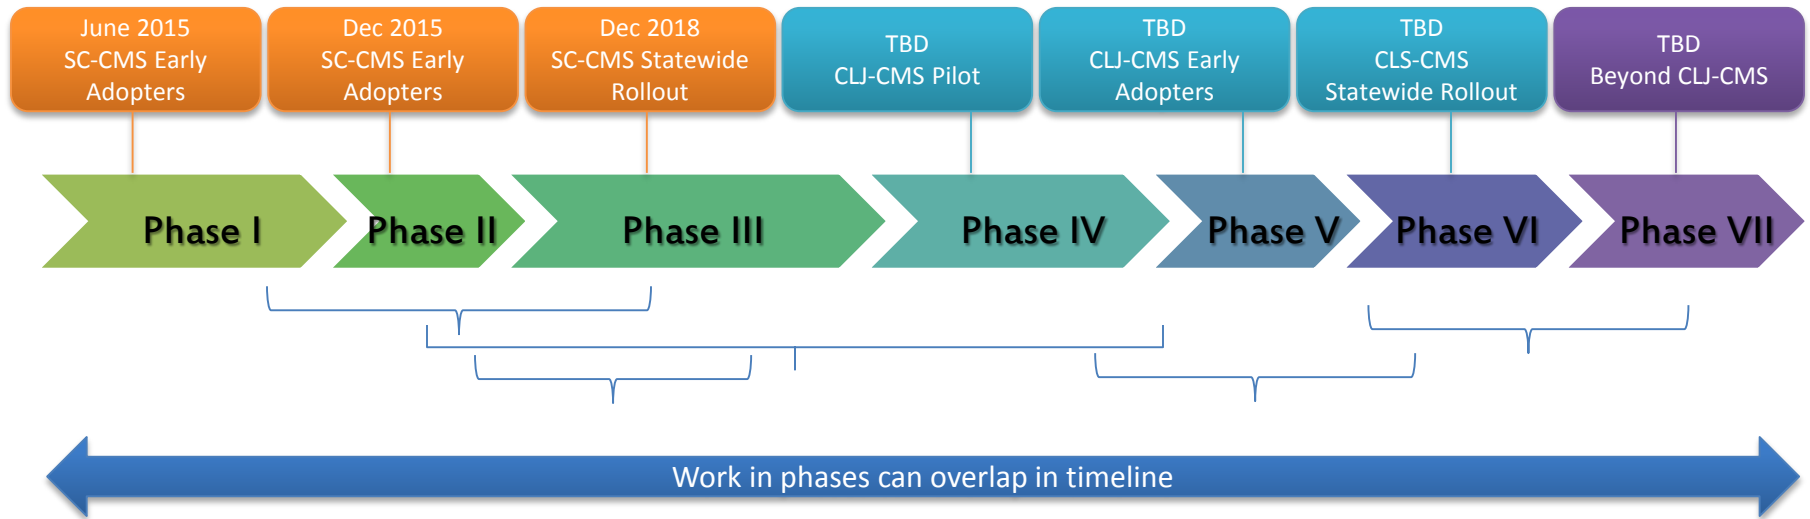 June 2015
SC-CMS Early
Adopters
Dec 2015
SC-CMS Early
Adopters
Dec 2018
SC-CMS Statewide
Rollout
TBD
CLJ-CMS Pilot
TBD
CLJ-CMS Early
Adopters
TBD
CLS-CMS
Statewide Rollout
TBD
Beyond CLJ-CMS
Phase I
Phase II
Phase III
Phase IV
Phase V
Phase VI
Phase VII
Work in phases can overlap in timeline